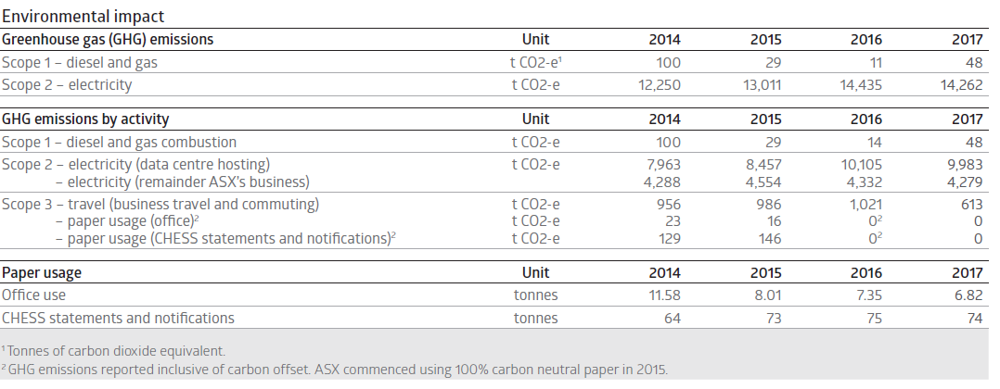 Environmental impact
Greenhouse gas (GHG) emissions Unit 2014 2015 2016 2017
Scope 1 – diesel and gas t CO2-e¹ 100 29 11 48
Scope 2 – electricity t CO2-e 12,250 13,011 14,435 14,262
GHG emissions by activity Unit 2014 2015 2016 2017
Scope 1 – diesel and gas combustion t CO2-e 100 29 14 48
Scope 2 – electricity (data centre hosting) t CO2-e 7,963 8,457 10,105 9,983
– electricity (remainder ASX's business) 4,288 4,554 4,332 4,279
Scope 3 – travel (business travel and commuting) t CO2-e 956 986 1,021 613
– paper usage (office)² t CO2-e 23 16 0² 0
– paper usage (CHESS statements and notifications)² t CO2-e 129 146 0² 0
Paper usage Unit 2014 2015 2016 2017
Office use tonnes 11.58 8.01 7.35 6.82
CHESS statements and notifications tonnes 64 73 75 74
¹ Tonnes of carbon dioxide equivalent.
² GHG emissions reported inclusive of carbon offset. ASX commenced using 100% carbon neutral paper in 2015.